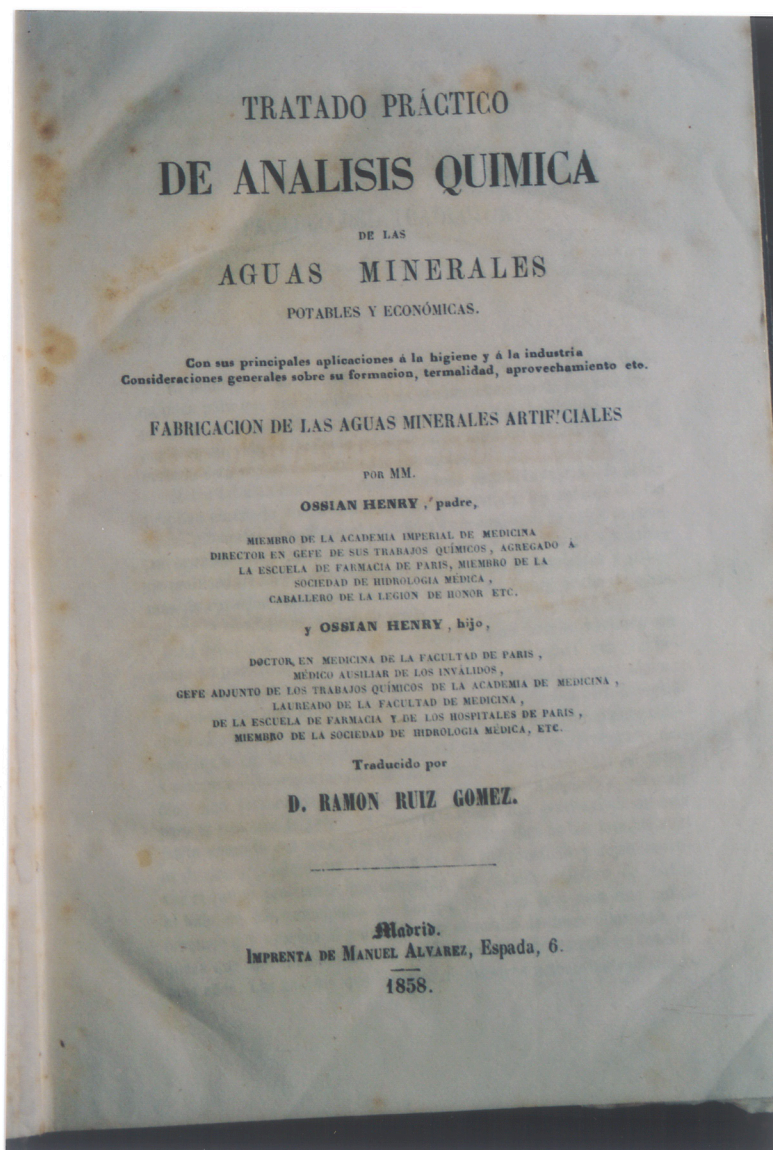 TRATADO PRÁCTICO
DE ANALISIS QUIMICA
DE LAS
AGUAS MINERALES
POTABLES Y ECONÓMICAS.
Con sus principales aplicaciones á la higiene y á la industria
Consideraciones generales sobre su formacion, termalidad, aprovechamiento etc.
FABRICACION DE LAS AGUAS MINERALES ARTIFICIALES
POR MM.
OSSIAN HENRY, padre,
MIEMBRO DE LA ACADEMIA IMPERIAL DE MEDICINA
DIRECTOR EN GEFE DE SUS TRABAJOS QUÍMICOS, AGREGADO Á
LA ESCUELA DE FARMACIA DE PARIS, MIEMBRO DE LA
SOCIEDAD DE HIDROLOGIA MÉDICA,
CABALLERO DE LA LEGION DE HONOR ETC.
y OSSIAN HENRY, hijo,
DOCTOR EN MEDICINA DE LA FACULTAD DE PARIS,
MÉDICO AUSILIAR DE LOS INVÁLIDOS,
GEFE ADJUNTO DE LOS TRABAJOS QUÍMICOS DE LA ACADEMIA DE MEDICINA,
LAUREADO DE LA FACULTAD DE MEDICINA,
DE LA ESCUELA DE FARMACIA Y DE LOS HOSPITALES DE PARIS,
MIEMBRO DE LA SOCIEDAD DE HIDROLOGIA MÉDICA, ETC.
Traducido por
D. RAMON RUIZ GOMEZ.
Madrid.
IMPRENTA DE MANUEL ALVAREZ, Espada, 6.
1858.